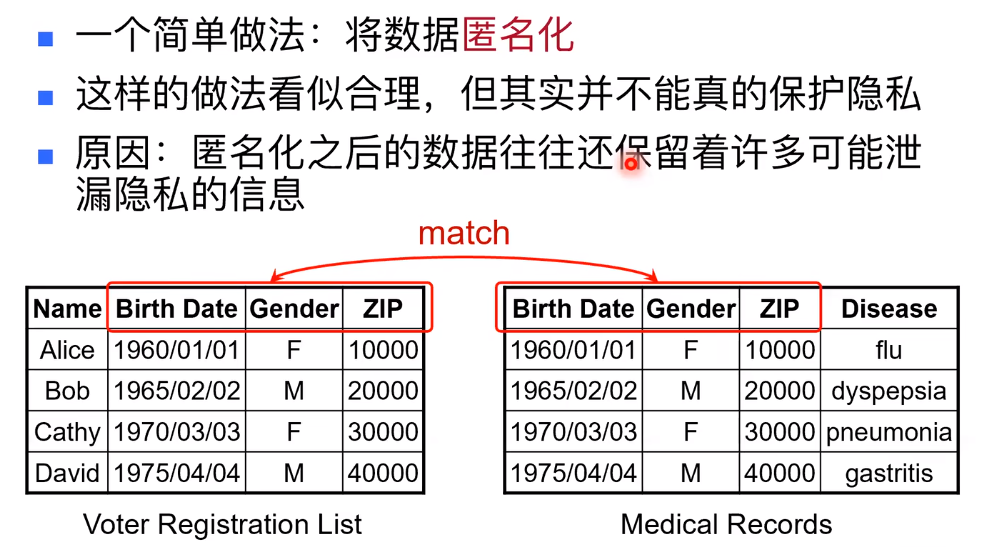 一个简单做法：将数据匿名化
这样的做法看似合理，但其实并不能真的保护隐私
原因：匿名化之后的数据往往还保留着许多可能泄
漏隐私的信息
match
Name Birth Date Gender ZIP
Alice 1960/01/01 F 10000
Bob 1965/02/02 M 20000
Cathy 1970/03/03 F 30000
David 1975/04/04 M 40000
Voter Registration List
Birth Date Gender ZIP Disease
1960/01/01 F 10000 flu
1965/02/02 M 20000 dyspepsia
1970/03/03 F 30000 pneumonia
1975/04/04 M 40000 gastritis
Medical Records